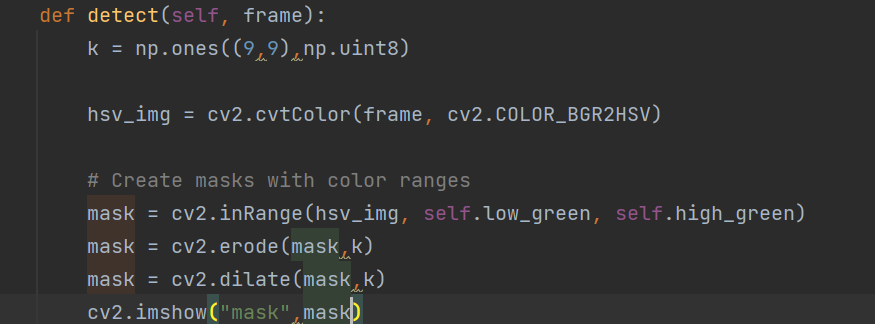 def detect(self, frame):
    k = np.ones((9,9),np.uint8)

    hsv_img = cv2.cvtColor(frame, cv2.COLOR_BGR2HSV)

    # Create masks with color ranges
    mask = cv2.inRange(hsv_img, self.low_green, self.high_green)
    mask = cv2.erode(mask,k)
    mask = cv2.dilate(mask,k)
    cv2.imshow("mask",mask)